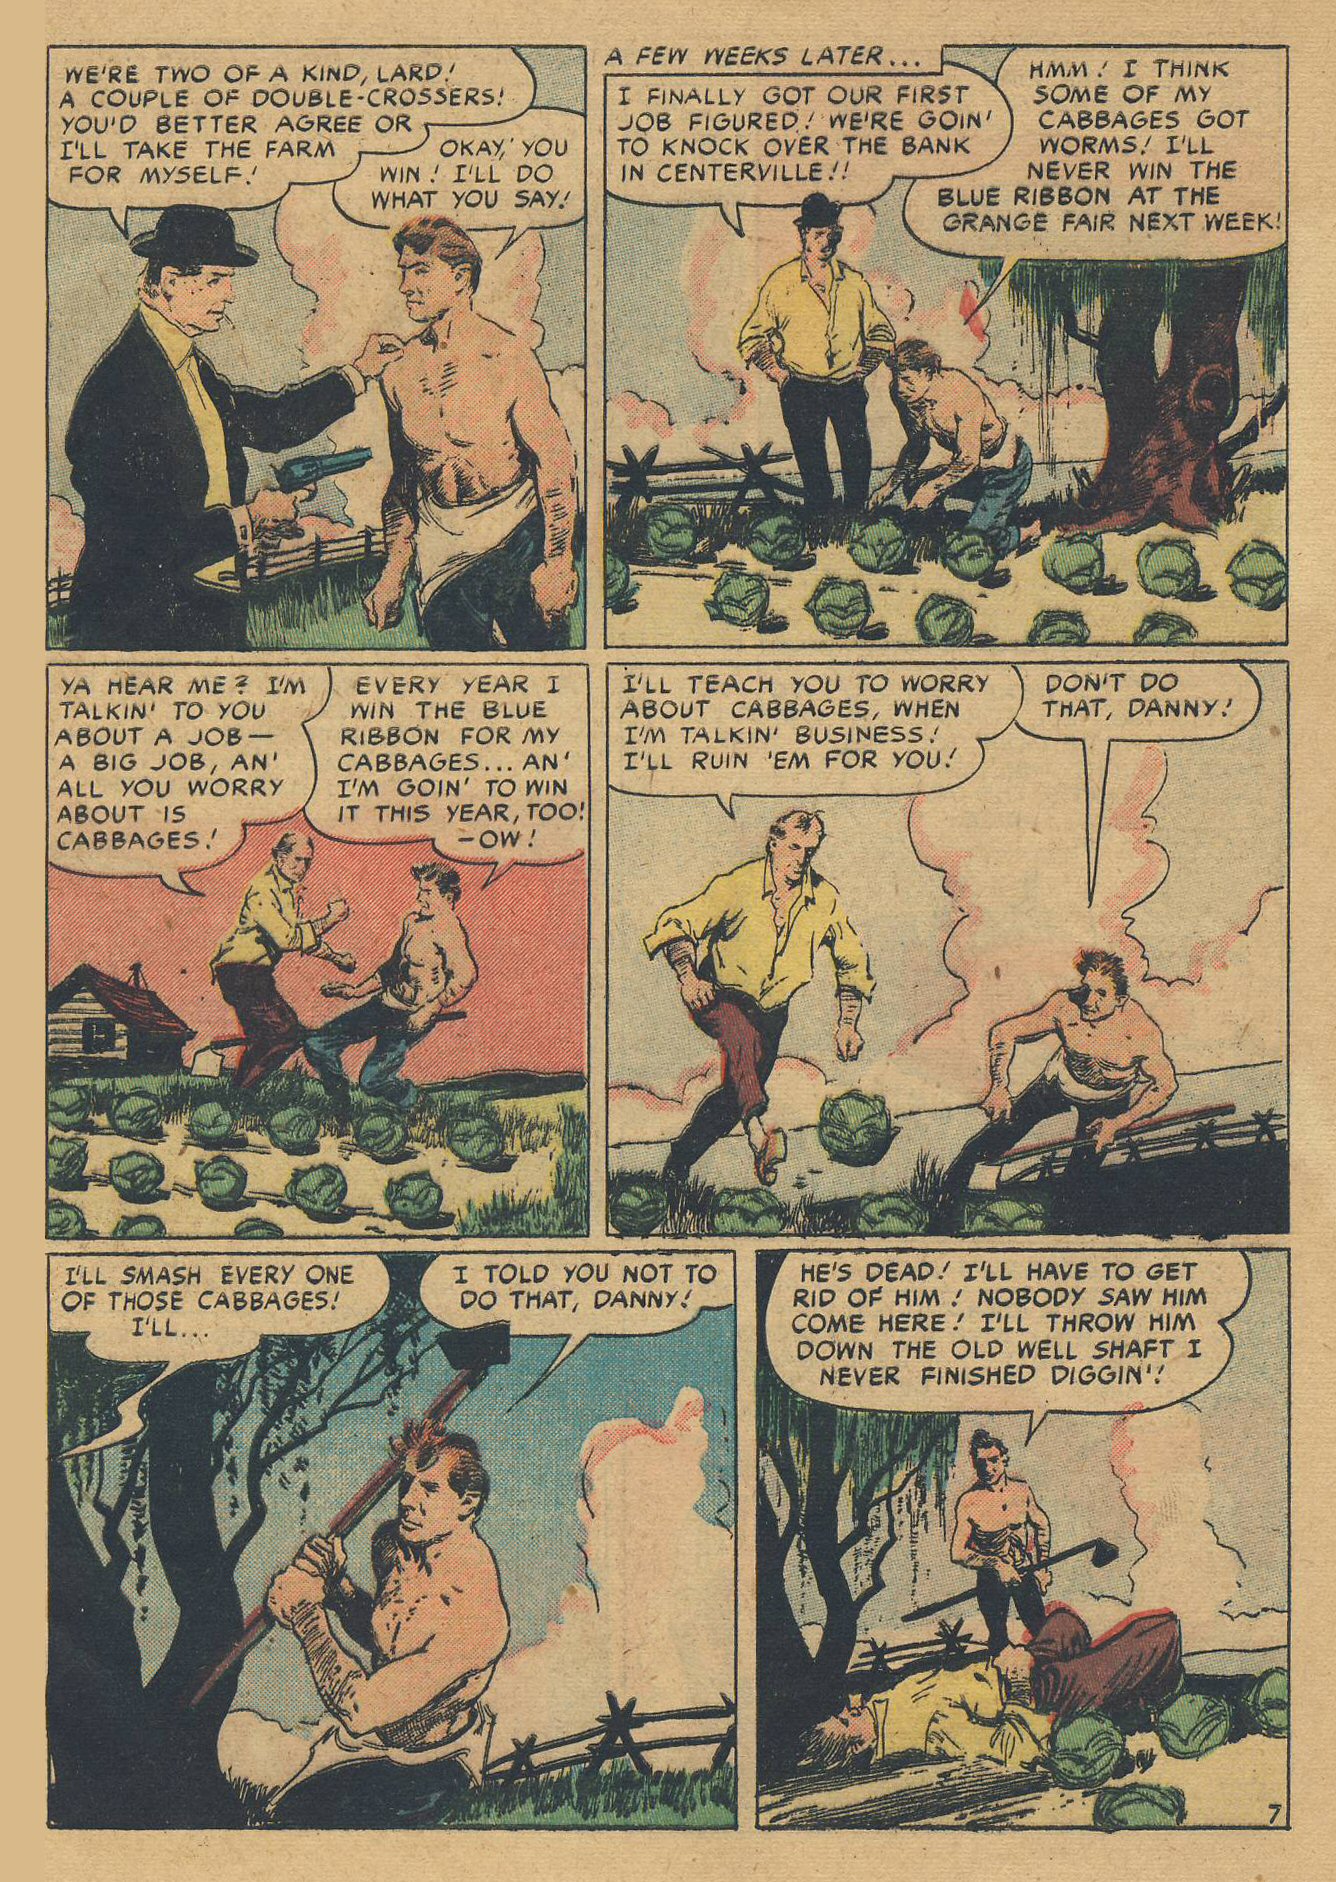 WE'RE TWO OF A KIND, LARD!
A COUPLE OF DOUBLE-CROSSERS!
YOU'D BETTER AGREE OR
I'LL TAKE THE FARM
FOR MYSELF!
OKAY, YOU
WIN! I'LL DO
WHAT YOU SAY!
A FEW WEEKS LATER...
I FINALLY GOT OUR FIRST
JOB FIGURED! WE'RE GOIN'
TO KNOCK OVER THE BANK
IN CENTERVILLE!!
HMM! I THINK
SOME OF MY
CABBAGES GOT
WORMS! I'LL
NEVER WIN THE
BLUE RIBBON AT THE
GRANGE FAIR NEXT WEEK!
YA HEAR ME? I'M
TALKIN' TO YOU
ABOUT A JOB—
A BIG JOB, AN'
ALL YOU WORRY
ABOUT IS
CABBAGES!
EVERY YEAR I
WIN THE BLUE
RIBBON FOR MY
CABBAGES... AN'
I'M GOIN' TO WIN
IT THIS YEAR, TOO!
—OW!
I'LL TEACH YOU TO WORRY
ABOUT CABBAGES, WHEN
I'M TALKIN' BUSINESS!
I'LL RUIN 'EM FOR YOU!
DON'T DO
THAT, DANNY!
I'LL SMASH EVERY ONE
OF THOSE CABBAGES!
I'LL...
I TOLD YOU NOT TO
DO THAT, DANNY!
HE'S DEAD! I'LL HAVE TO GET
RID OF HIM! NOBODY SAW HIM
COME HERE! I'LL THROW HIM
DOWN THE OLD WELL SHAFT I
NEVER FINISHED DIGGIN'!
7